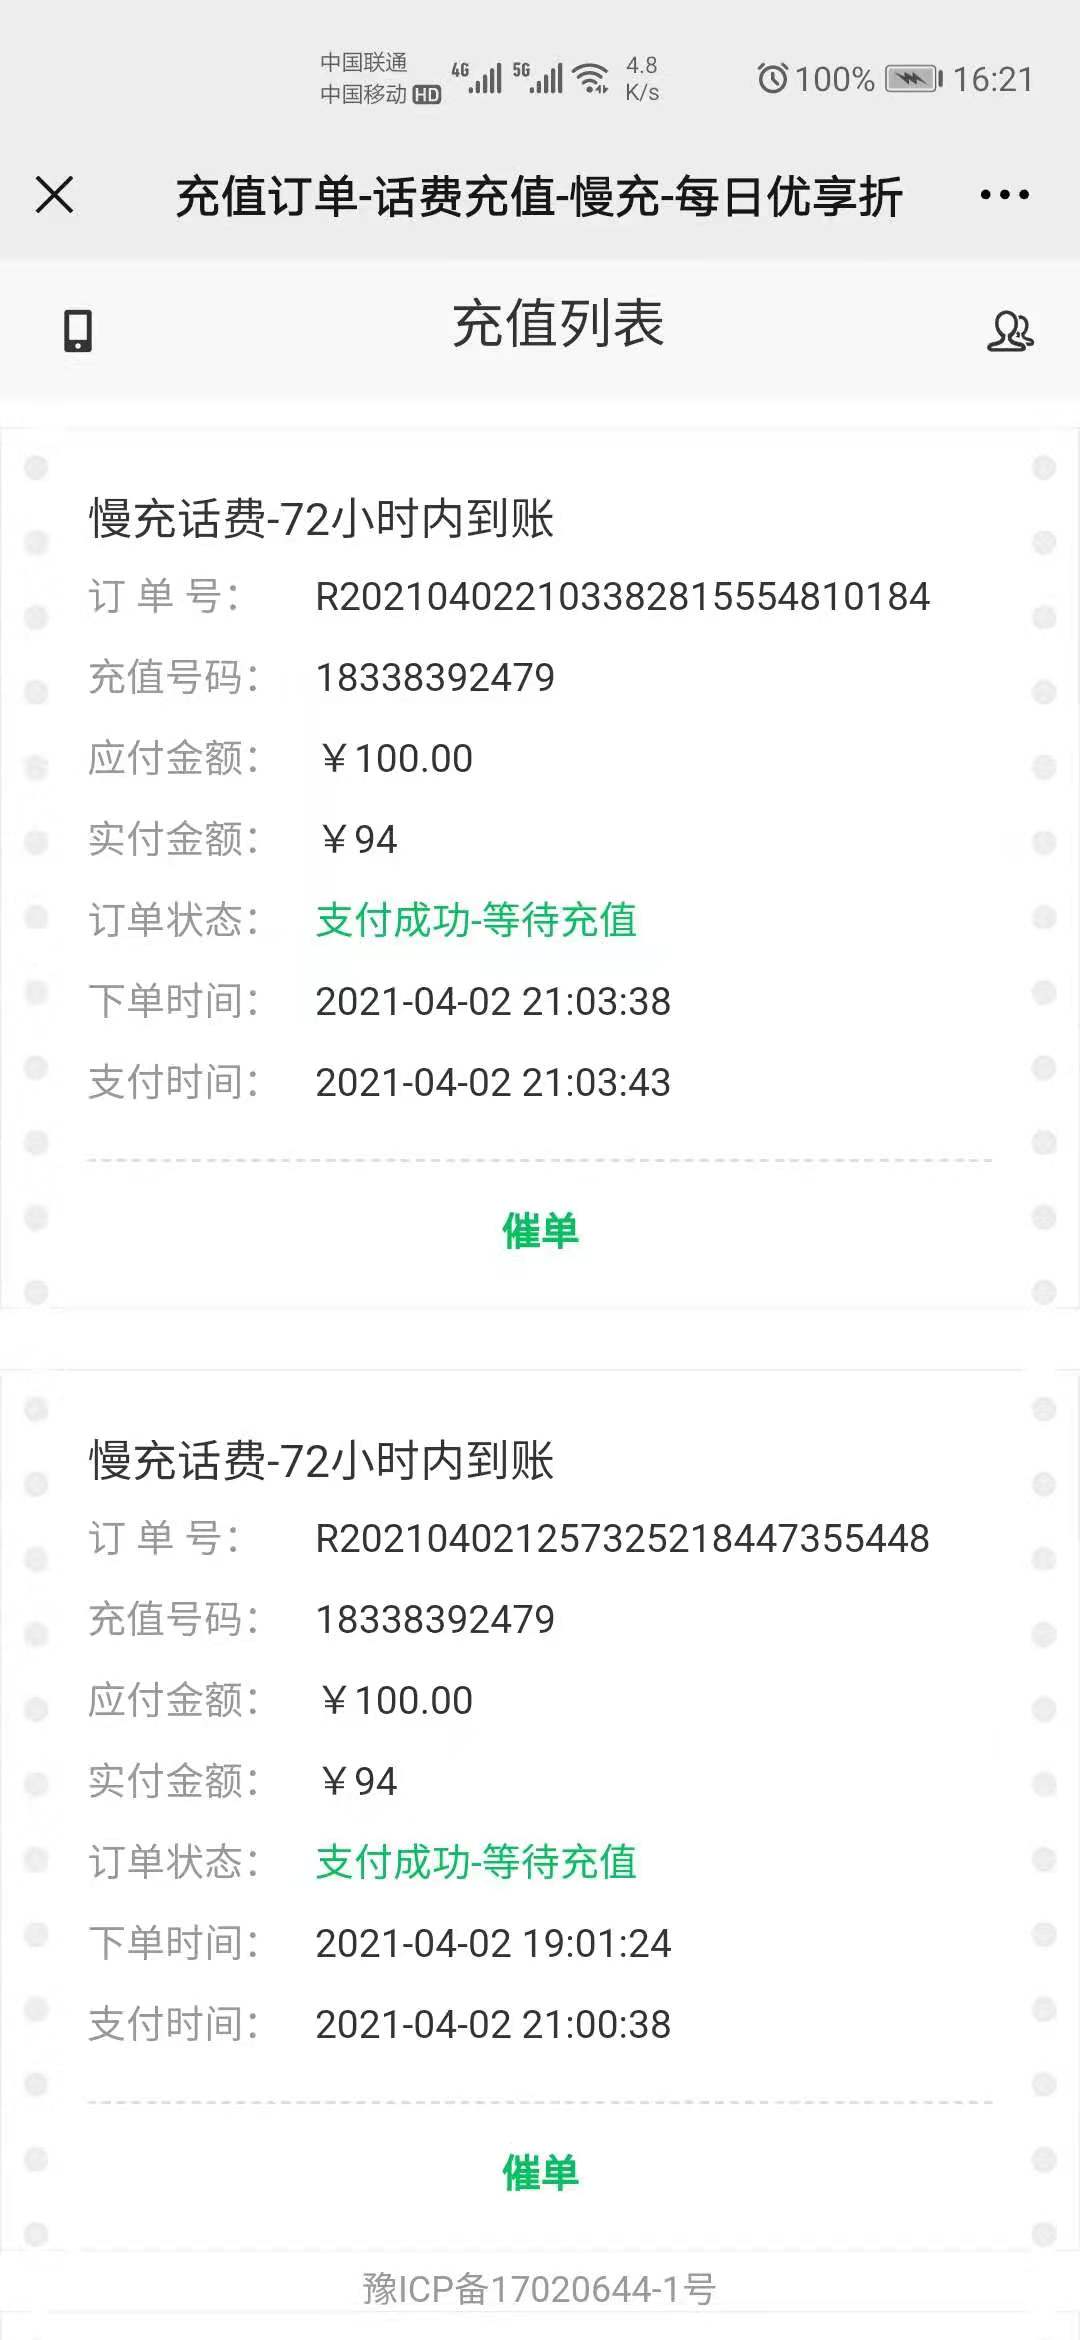 中国联通 4G 5G 4.8
中国移动 HD K/s 100% 16:21
充值订单-话费充值-慢充-每日优享折
充值列表
慢充话费-72小时内到账
订 单 号： R202104022103382815554810184
充值号码： 18338392479
应付金额： ￥100.00
实付金额： ￥94
订单状态： 支付成功-等待充值
下单时间： 2021-04-02 21:03:38
支付时间： 2021-04-02 21:03:43
催单
慢充话费-72小时内到账
订 单 号： R202104021257325218447355448
充值号码： 18338392479
应付金额： ￥100.00
实付金额： ￥94
订单状态： 支付成功-等待充值
下单时间： 2021-04-02 19:01:24
支付时间： 2021-04-02 21:00:38
催单
豫ICP备17020644-1号